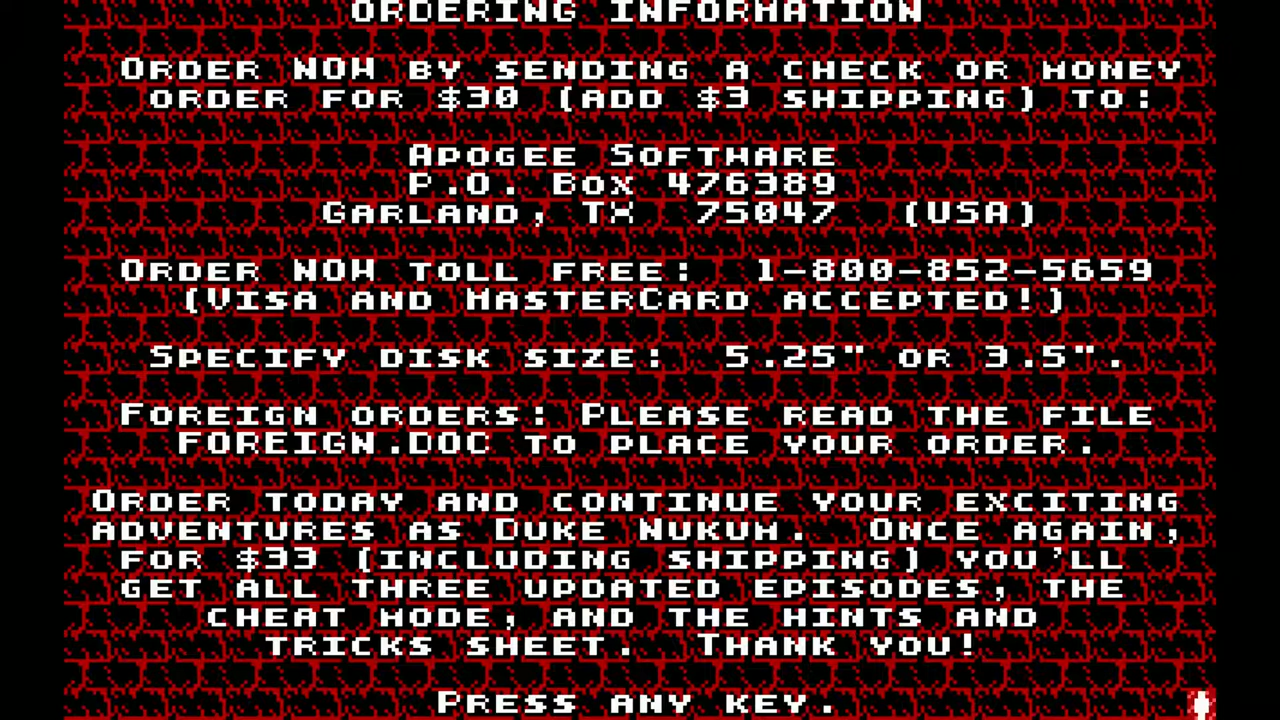 ORDERING INFORMATION
ORDER NOW BY SENDING A CHECK OR MONEY
ORDER FOR $30 (ADD $3 SHIPPING) TO:
APOGEE SOFTWARE
P.O. BOX 476389
GARLAND, TX 75047 (USA)
ORDER NOW TOLL FREE: 1-800-852-5659
(VISA AND MASTERCARD ACCEPTED!)
SPECIFY DISK SIZE: 5.25" OR 3.5".
FOREIGN ORDERS: PLEASE READ THE FILE
FOREIGN.DOC TO PLACE YOUR ORDER.
ORDER TODAY AND CONTINUE YOUR EXCITING
ADVENTURES AS DUKE NUKUM. ONCE AGAIN,
FOR $33 (INCLUDING SHIPPING) YOU'LL
GET ALL THREE UPDATED EPISODES, THE
CHEAT MODE, AND THE HINTS AND
TRICKS SHEET. THANK YOU!
PRESS ANY KEY.